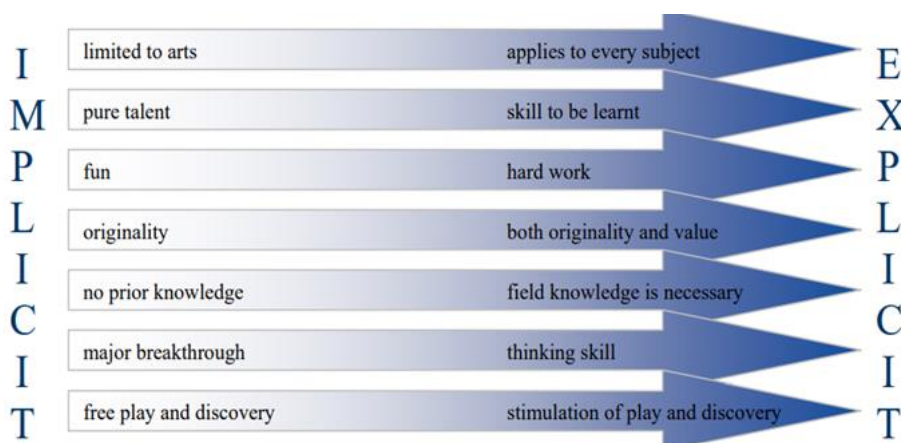 IMPLICIT
limited to arts applies to every subject
pure talent skill to be learnt
fun hard work
originality both originality and value
no prior knowledge field knowledge is necessary
major breakthrough thinking skill
free play and discovery stimulation of play and discovery
EXPLICIT